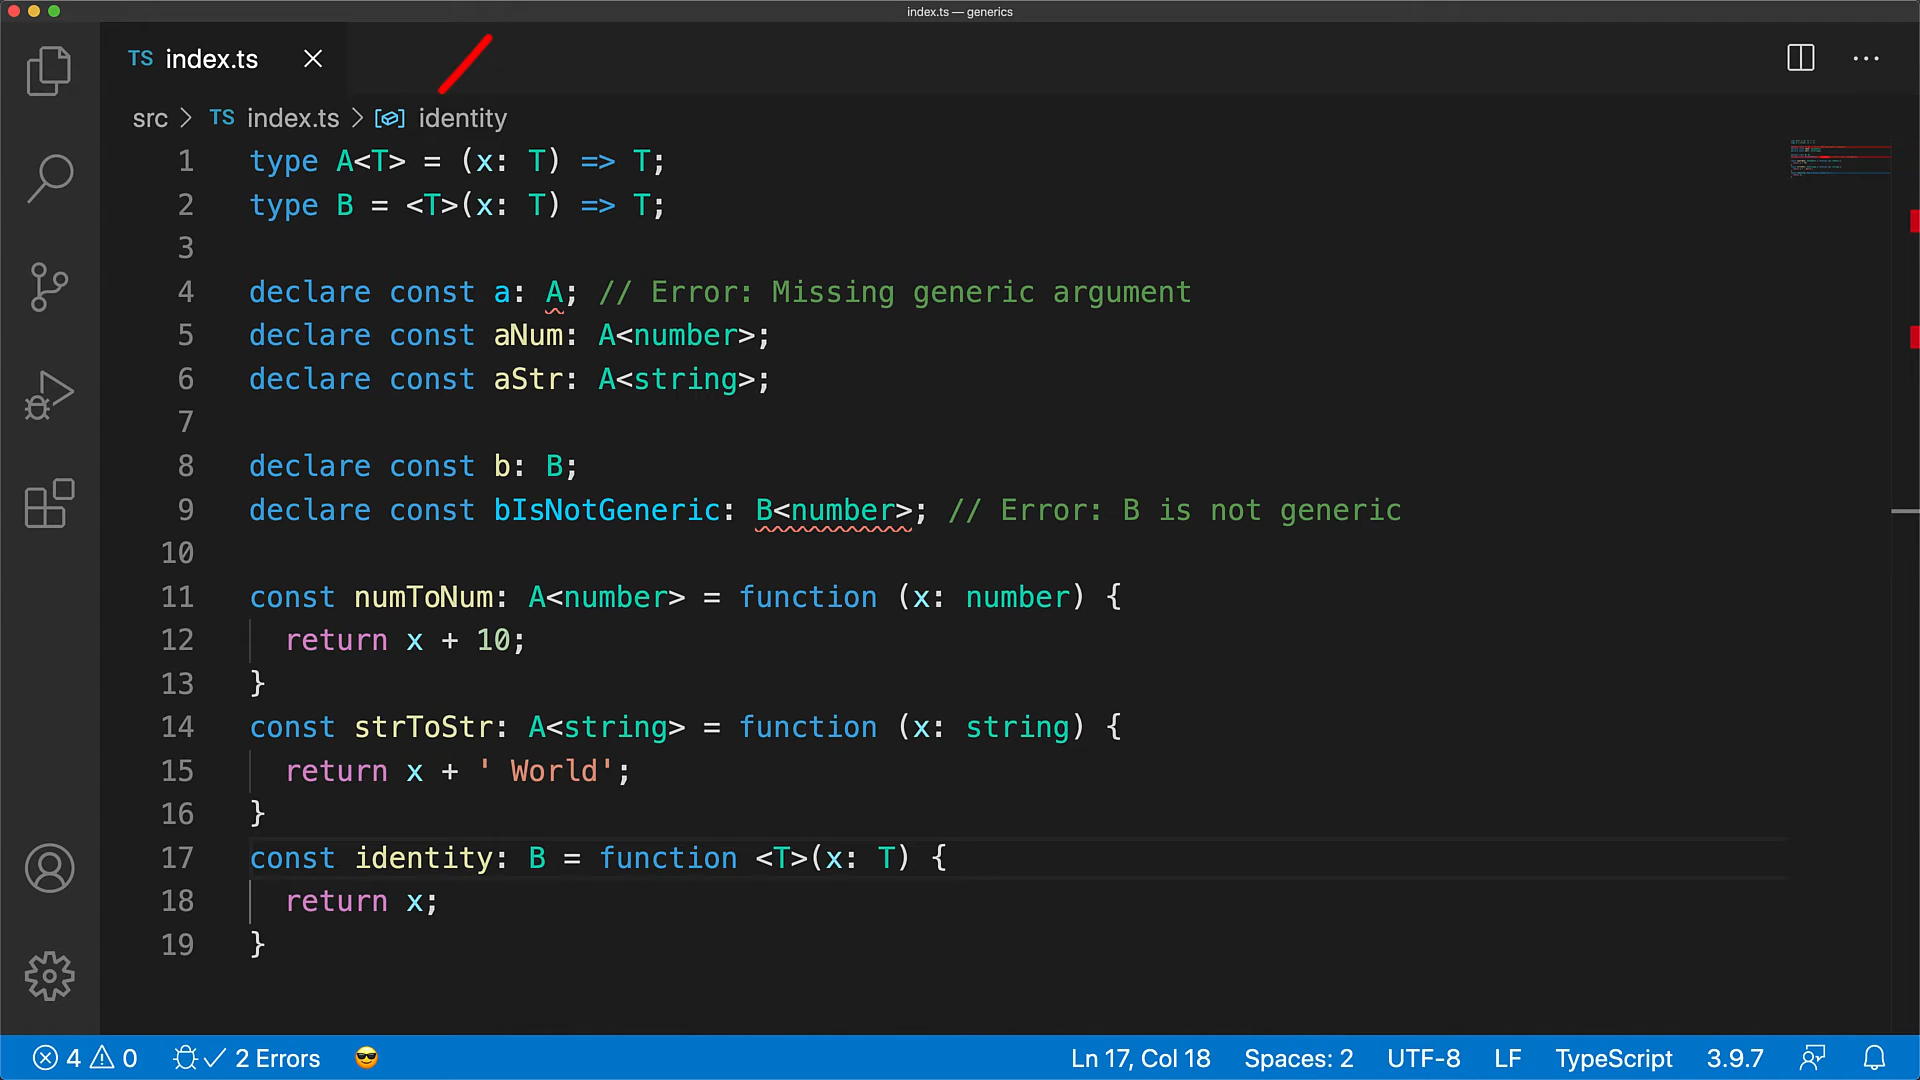 index.ts — generics
TS index.ts
src > TS index.ts > identity
1 type A<T> = (x: T) => T;
2 type B = <T>(x: T) => T;
3
4 declare const a: A; // Error: Missing generic argument
5 declare const aNum: A<number>;
6 declare const aStr: A<string>;
7
8 declare const b: B;
9 declare const bIsNotGeneric: B<number>; // Error: B is not generic
10
11 const numToNum: A<number> = function (x: number) {
12   return x + 10;
13 }
14 const strToStr: A<string> = function (x: string) {
15   return x + ' World';
16 }
17 const identity: B = function <T>(x: T) {
18   return x;
19 }
4 0 2 Errors Ln 17, Col 18 Spaces: 2 UTF-8 LF TypeScript 3.9.7